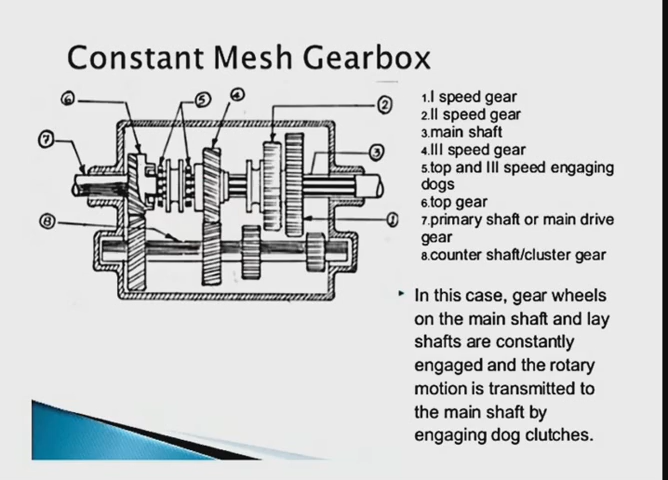 Constant Mesh Gearbox
6
5
4
2
7
3
8
1
1.I speed gear
2.II speed gear
3.main shaft
4.III speed gear
5.top and III speed engaging
dogs
6.top gear
7.primary shaft or main drive
gear
8.counter shaft/cluster gear
In this case, gear wheels
on the main shaft and lay
shafts are constantly
engaged and the rotary
motion is transmitted to
the main shaft by
engaging dog clutches.